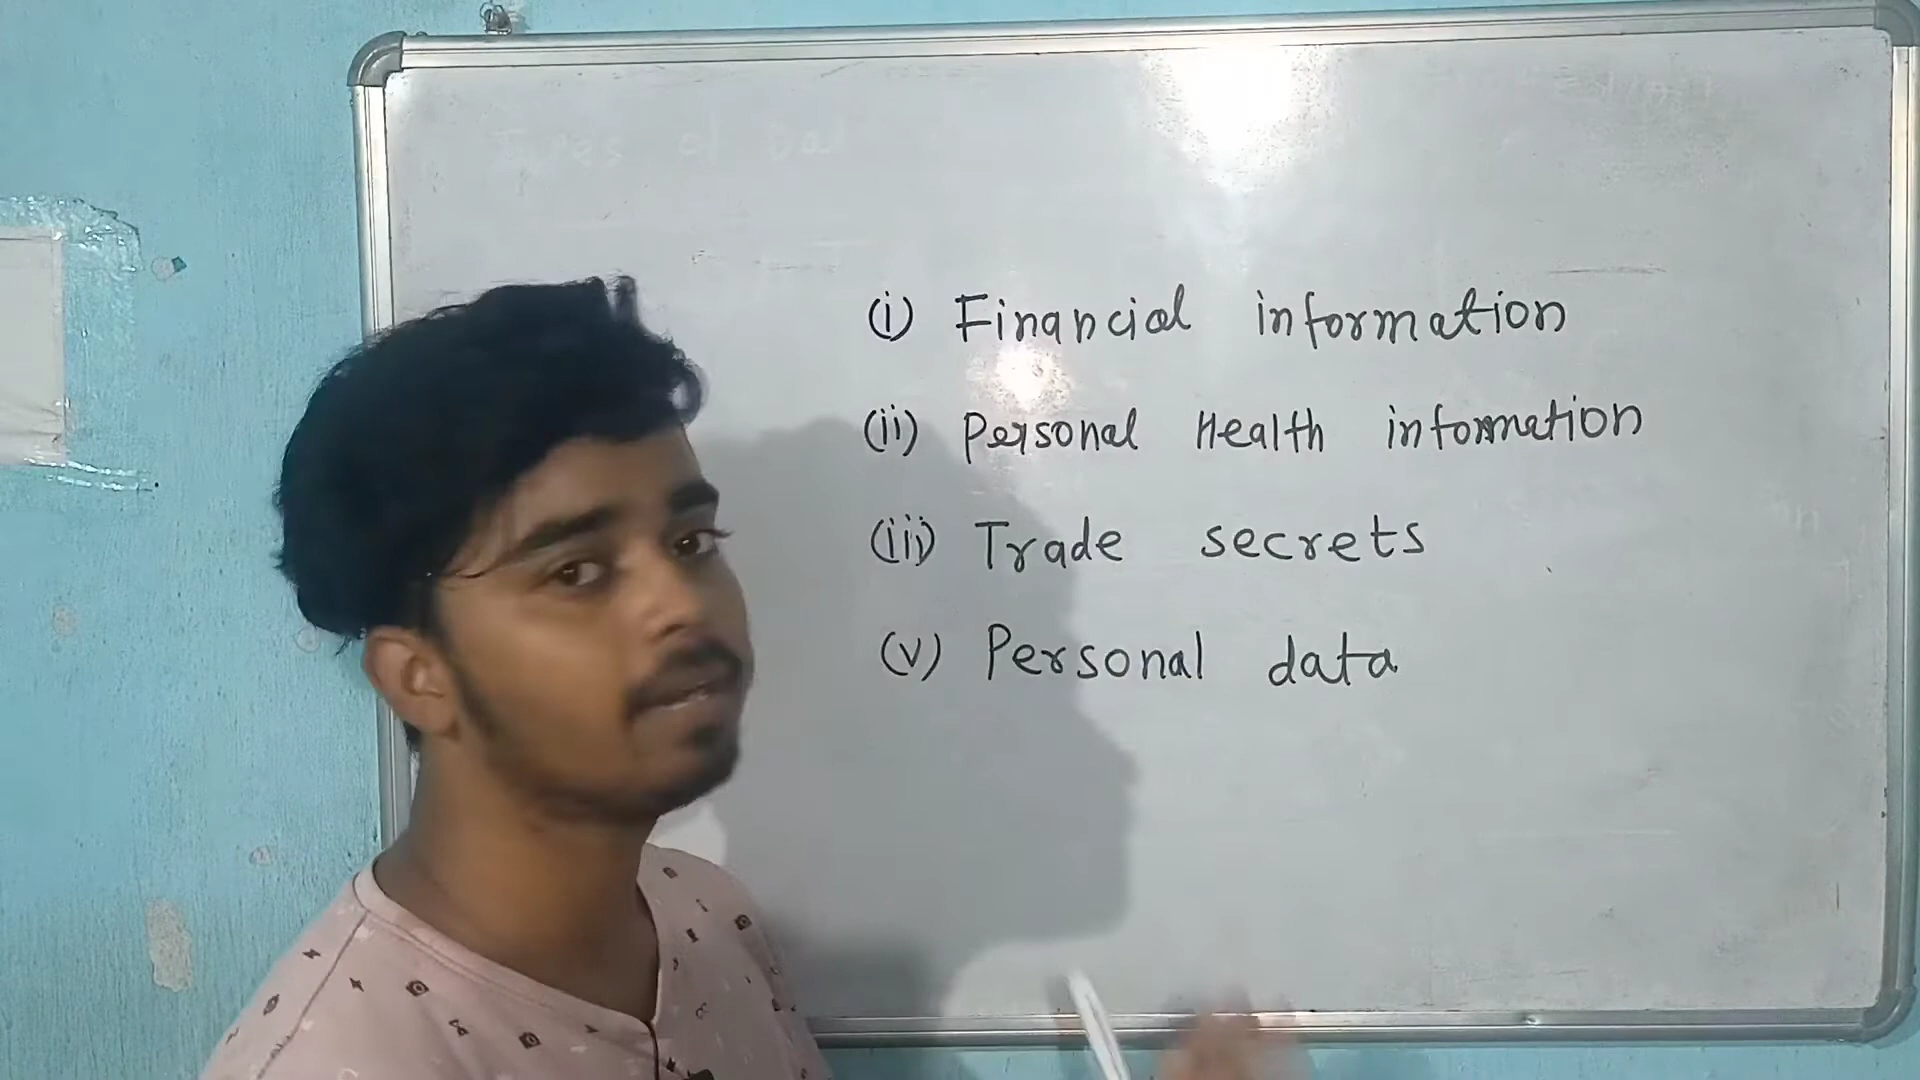 (i) Financial information
(ii) Personal Health information
(iii) Trade secrets
(v) Personal data